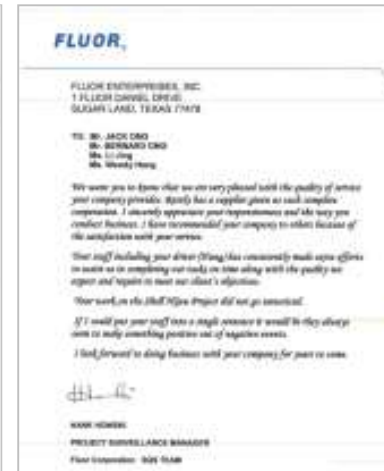 FLUOR
FLUOR ENTERPRISES, INC.
1 FLUOR DANIEL DRIVE
SUGAR LAND, TEXAS 77478
TO: Mr. JACK ONG
Mr. BERNARD ONG
Ms. Li Jing
Ms. Wendy Hong
We want you to know that we are very pleased with the quality of service
your company provides. Rarely has a supplier given us such complete
cooperation. I sincerely appreciate your responsiveness and the way you
conduct business. I have recommended your company to others because of
the satisfaction with your service.
Your staff including your driver (Wang) has consistently made extra efforts
to assist us in completing our tasks on time along with the quality we
expect and require to meet our client's objectives.
Your work on the Shell Project did not go unnoticed.
If I could put your staff into a single sentence it would be they always
seem to make something positive out of negative events.
I look forward to doing business with your company for years to come.
HANK
PROJECT SURVEILLANCE MANAGER
Fluor Corporation - SQS TEAM